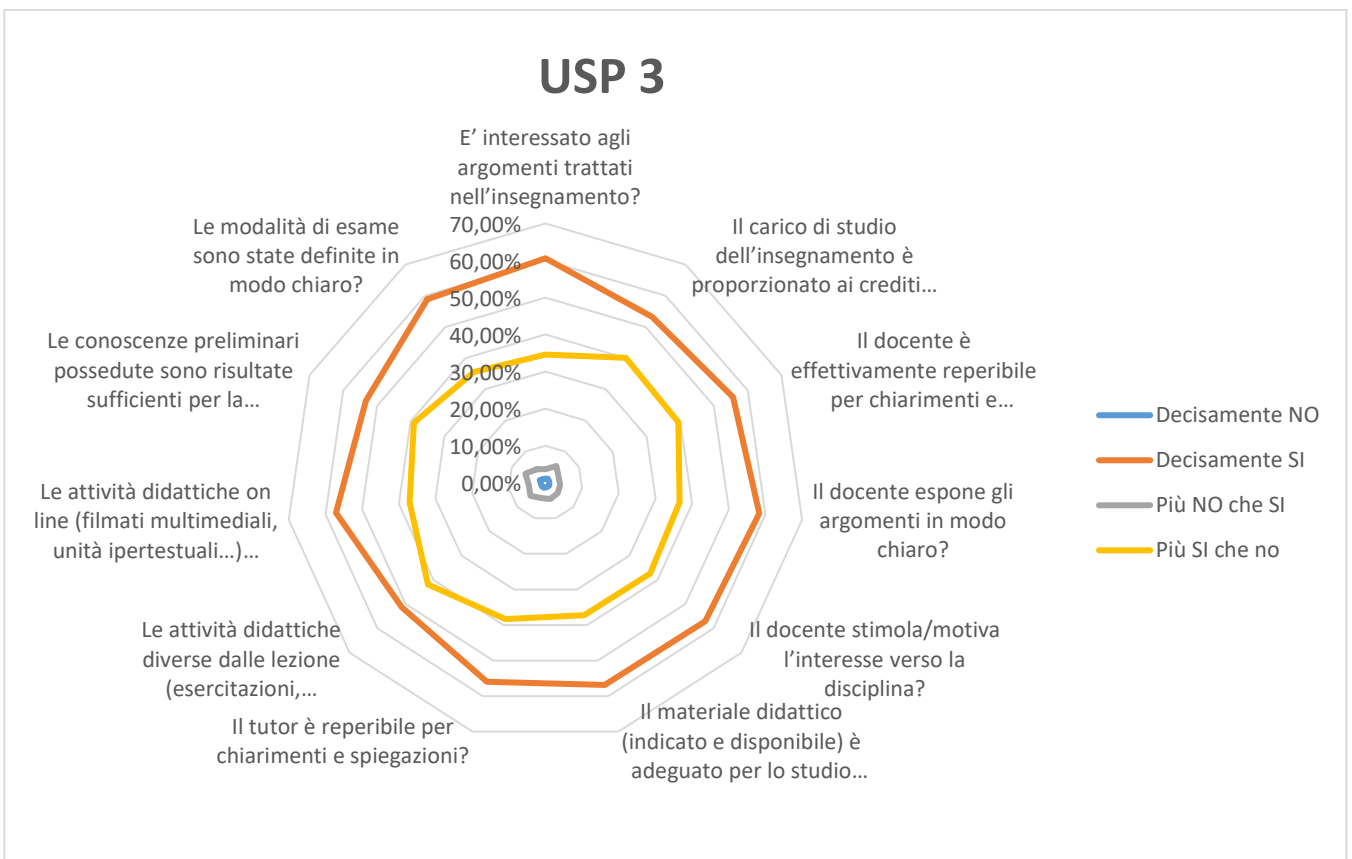 USP 3
E’ interessato agli
argomenti trattati
nell’insegnamento?
Il carico di studio
dell’insegnamento è
proporzionato ai crediti…
Il docente è
effettivamente reperibile
per chiarimenti e…
Il docente espone gli
argomenti in modo
chiaro?
Il docente stimola/motiva
l’interesse verso la
disciplina?
Il materiale didattico
(indicato e disponibile) è
adeguato per lo studio…
Il tutor è reperibile per
chiarimenti e spiegazioni?
Le attività didattiche
diverse dalle lezione
(esercitazioni,…
Le attività didattiche on
line (filmati multimediali,
unità ipertestuali…)…
Le conoscenze preliminari
possedute sono risultate
sufficienti per la…
Le modalità di esame
sono state definite in
modo chiaro?
70,00%
60,00%
50,00%
40,00%
30,00%
20,00%
10,00%
0,00%
Decisamente NO
Decisamente SI
Più NO che SI
Più SI che no